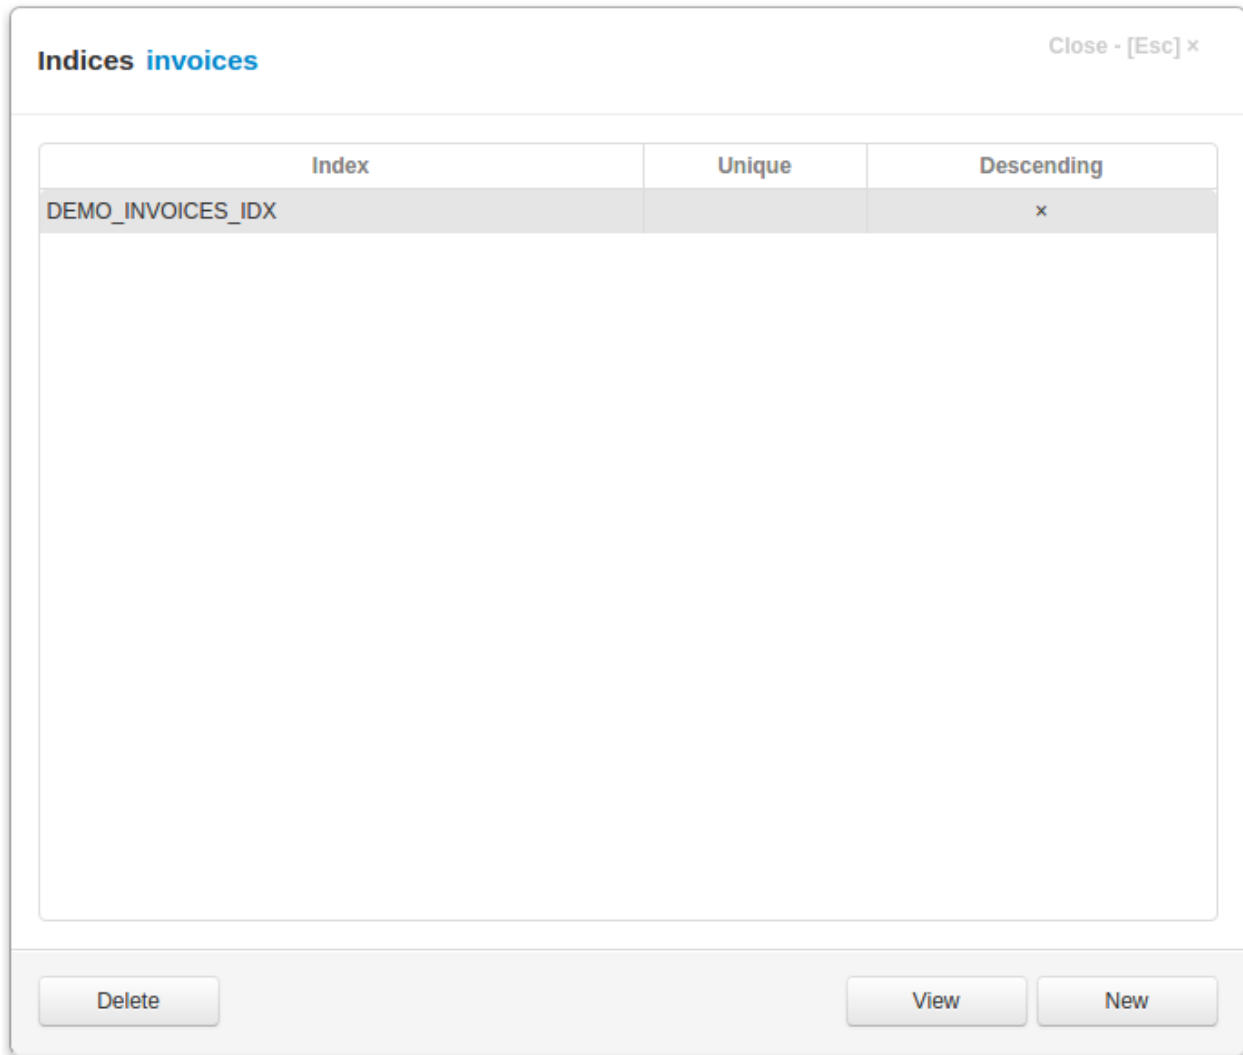 Indices invoices
Close - [Esc] ×
Index Unique Descending
DEMO_INVOICES_IDX ×
Delete View New